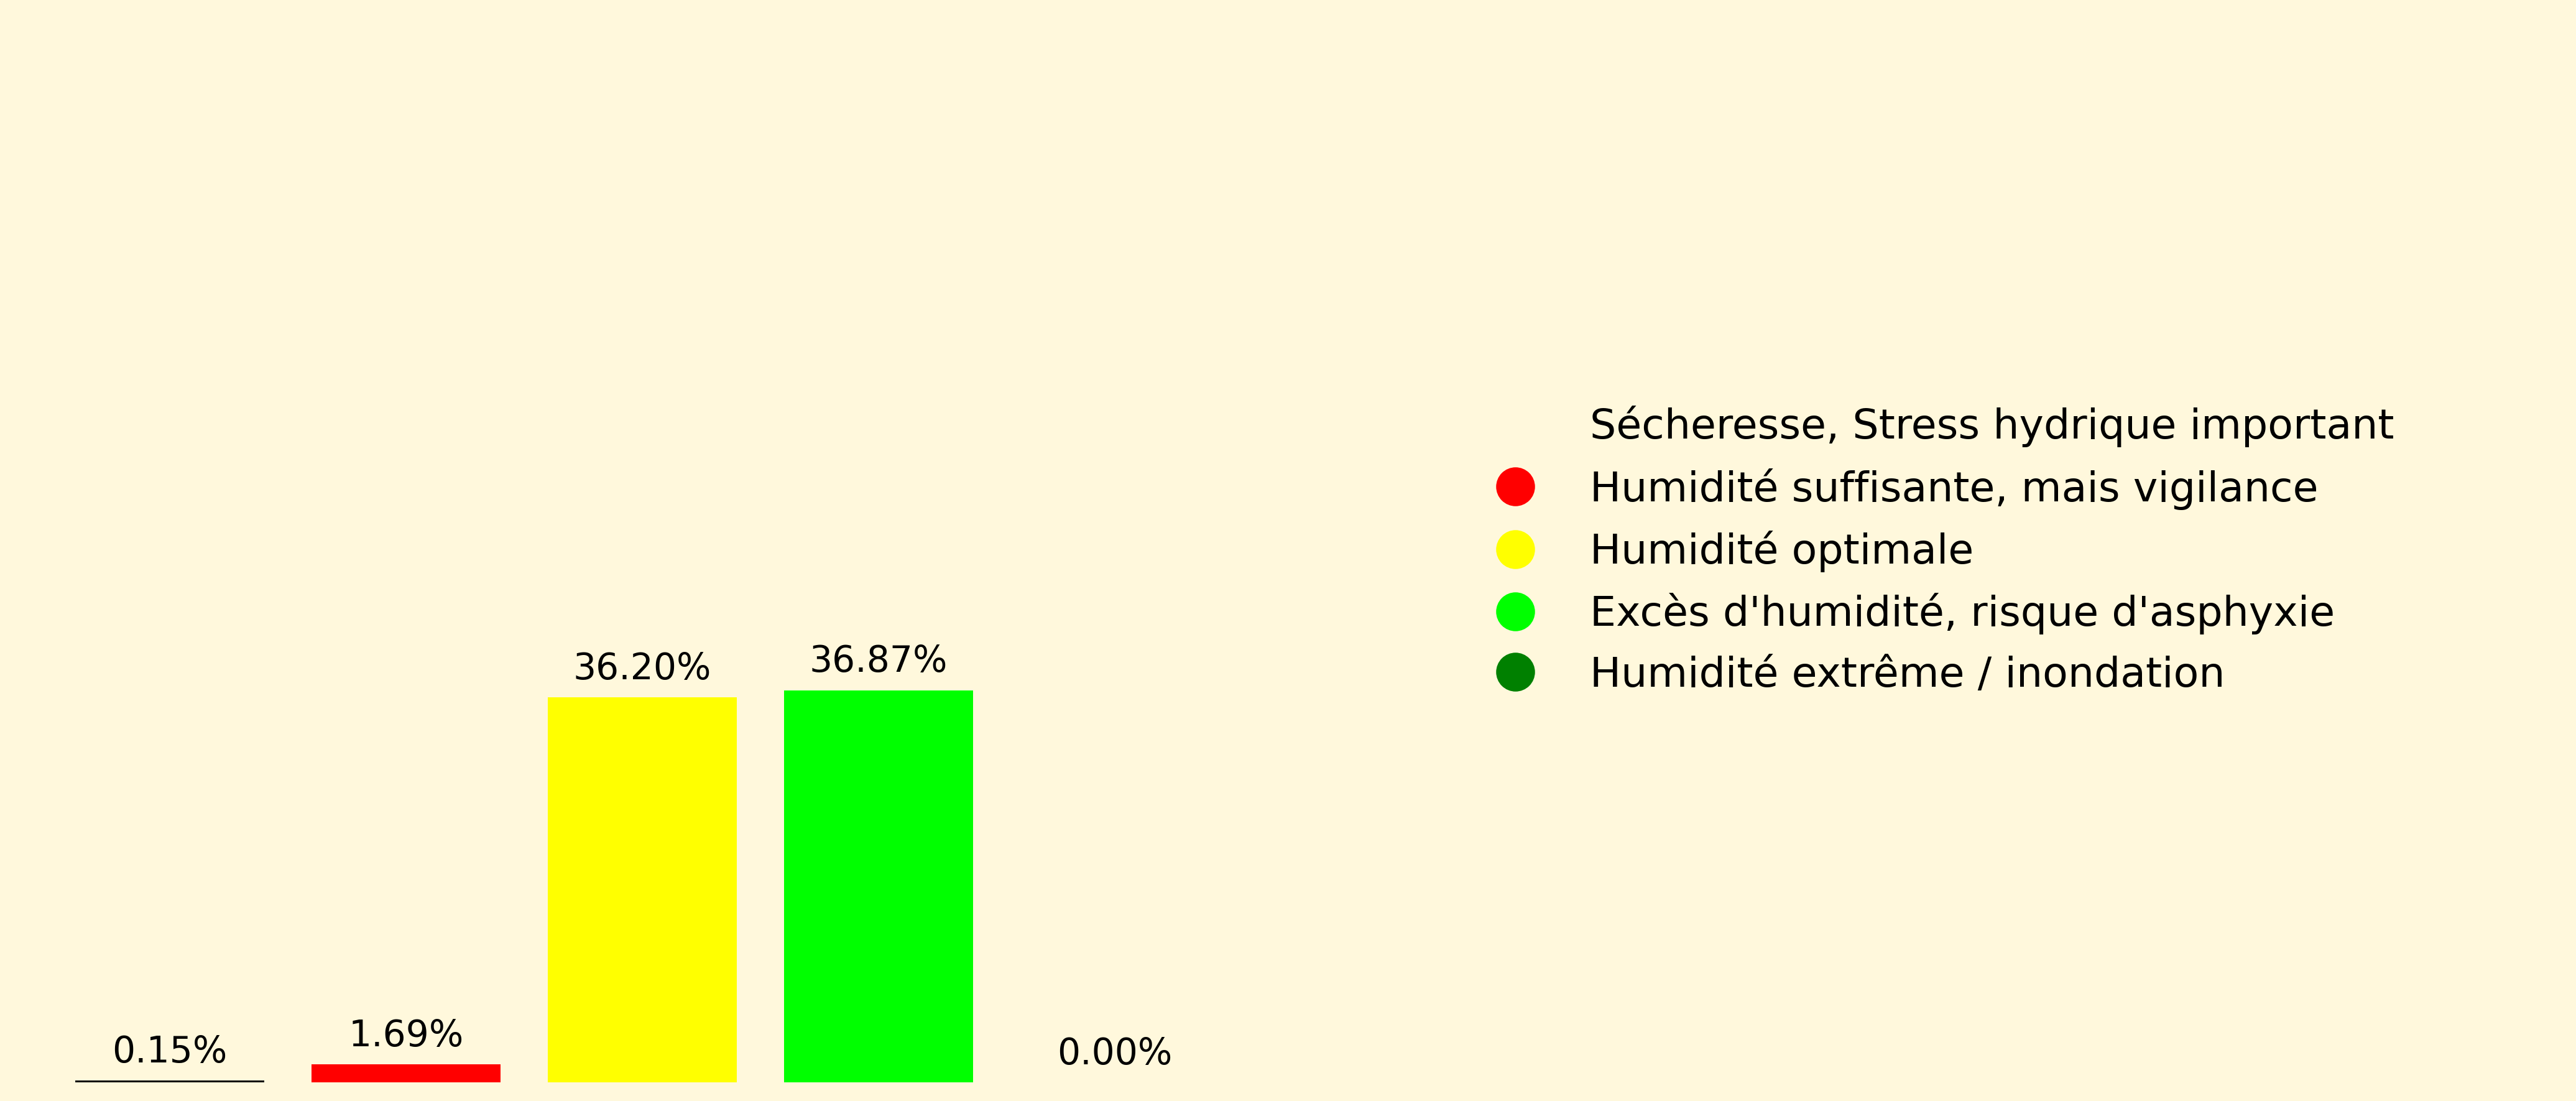 Sécheresse, Stress hydrique important
Humidité suffisante, mais vigilance
Humidité optimale
Excès d'humidité, risque d'asphyxie
Humidité extrême / inondation
36.20%
36.87%
0.15%
1.69%
0.00%